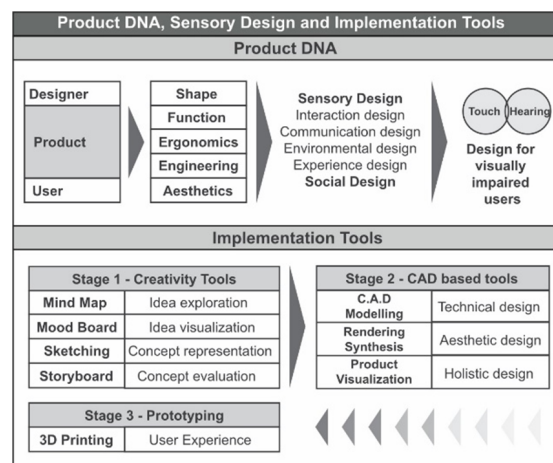 Product DNA, Sensory Design and Implementation Tools
Product DNA
Designer
Product
User
Shape
Function
Ergonomics
Engineering
Aesthetics
Sensory Design
Interaction design
Communication design
Environmental design
Experience design
Social Design
Touch Hearing
Design for
visually
impaired
users
Implementation Tools
Stage 1 - Creativity Tools
Mind Map Idea exploration
Mood Board Idea visualization
Sketching Concept representation
Storyboard Concept evaluation
Stage 2 - CAD based tools
C.A.D
Modelling Technical design
Rendering
Synthesis Aesthetic design
Product
Visualization Holistic design
Stage 3 - Prototyping
3D Printing User Experience